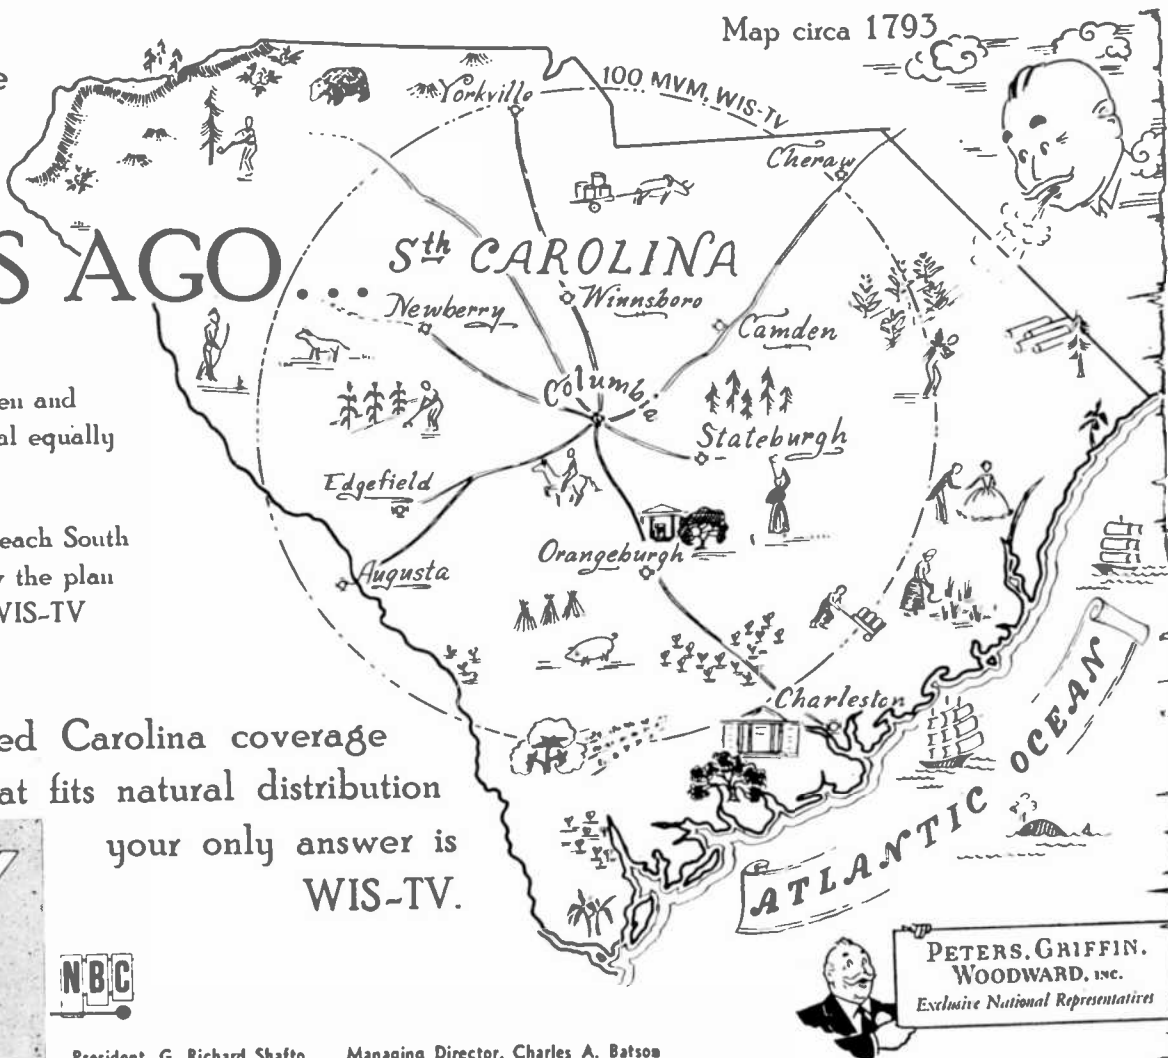 Map circa 1793
100 MVM, WIS-TV
Yorkville
Cheraw
Sth CAROLINA
S AGO...
Newberry
Winnsboro
Camden
Columbia
Stateburgh
Edgefield
Orangeburgh
Augusta
Charleston
en and
al equally
each South
the plan
WIS-TV
ed Carolina coverage
at fits natural distribution
your only answer is
WIS-TV.
ATLANTIC OCEAN
NBC
PETERS, GRIFFIN,
WOODWARD, INC.
Exclusive National Representatives
President, G. Richard Shafto Managing Director, Charles A. Batson